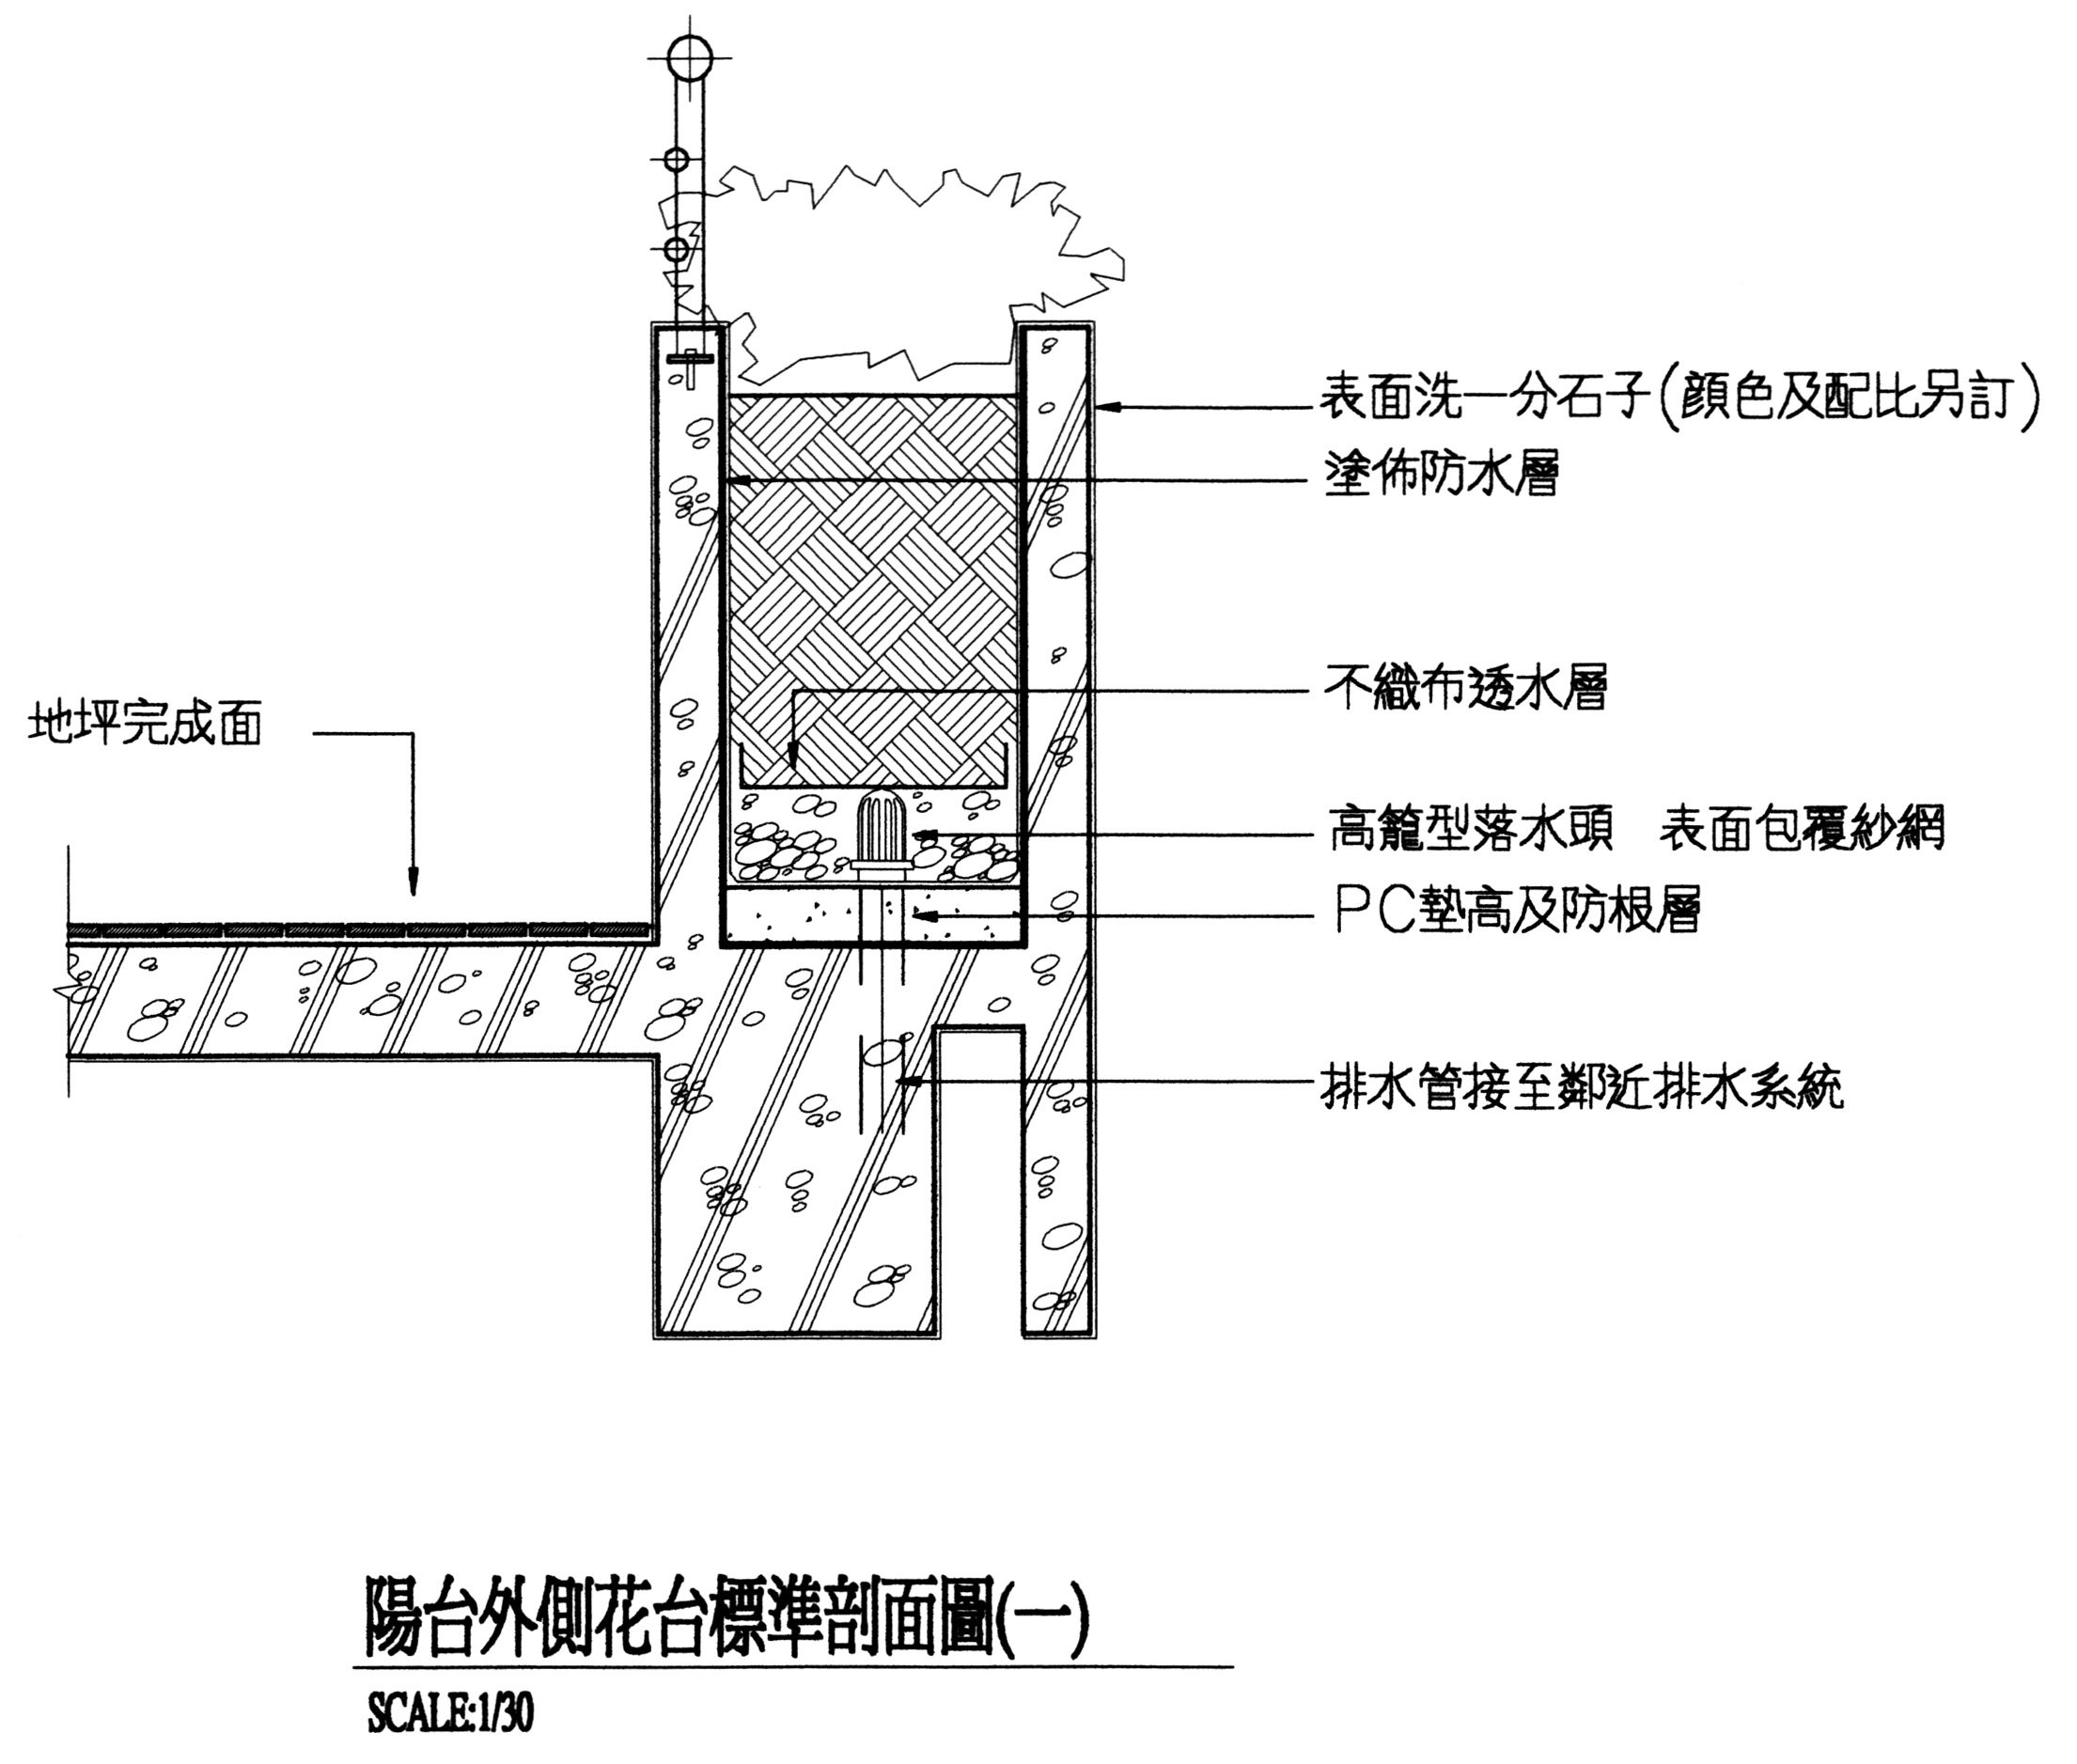 表面洗一分石子(顏色及配比另訂)
塗佈防水層
不織布透水層
地坪完成面
高籠型落水頭　表面包覆紗網
PC墊高及防根層
排水管接至鄰近排水系統
陽台外側花台標準剖面圖(一)
SCALE:1/30